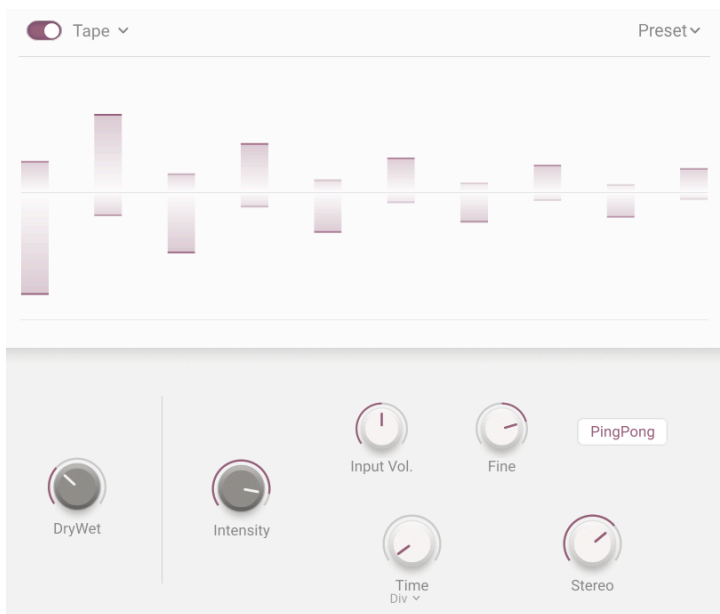 Tape
Preset
Input Vol.
Fine
PingPong
DryWet
Intensity
Time
Div
Stereo